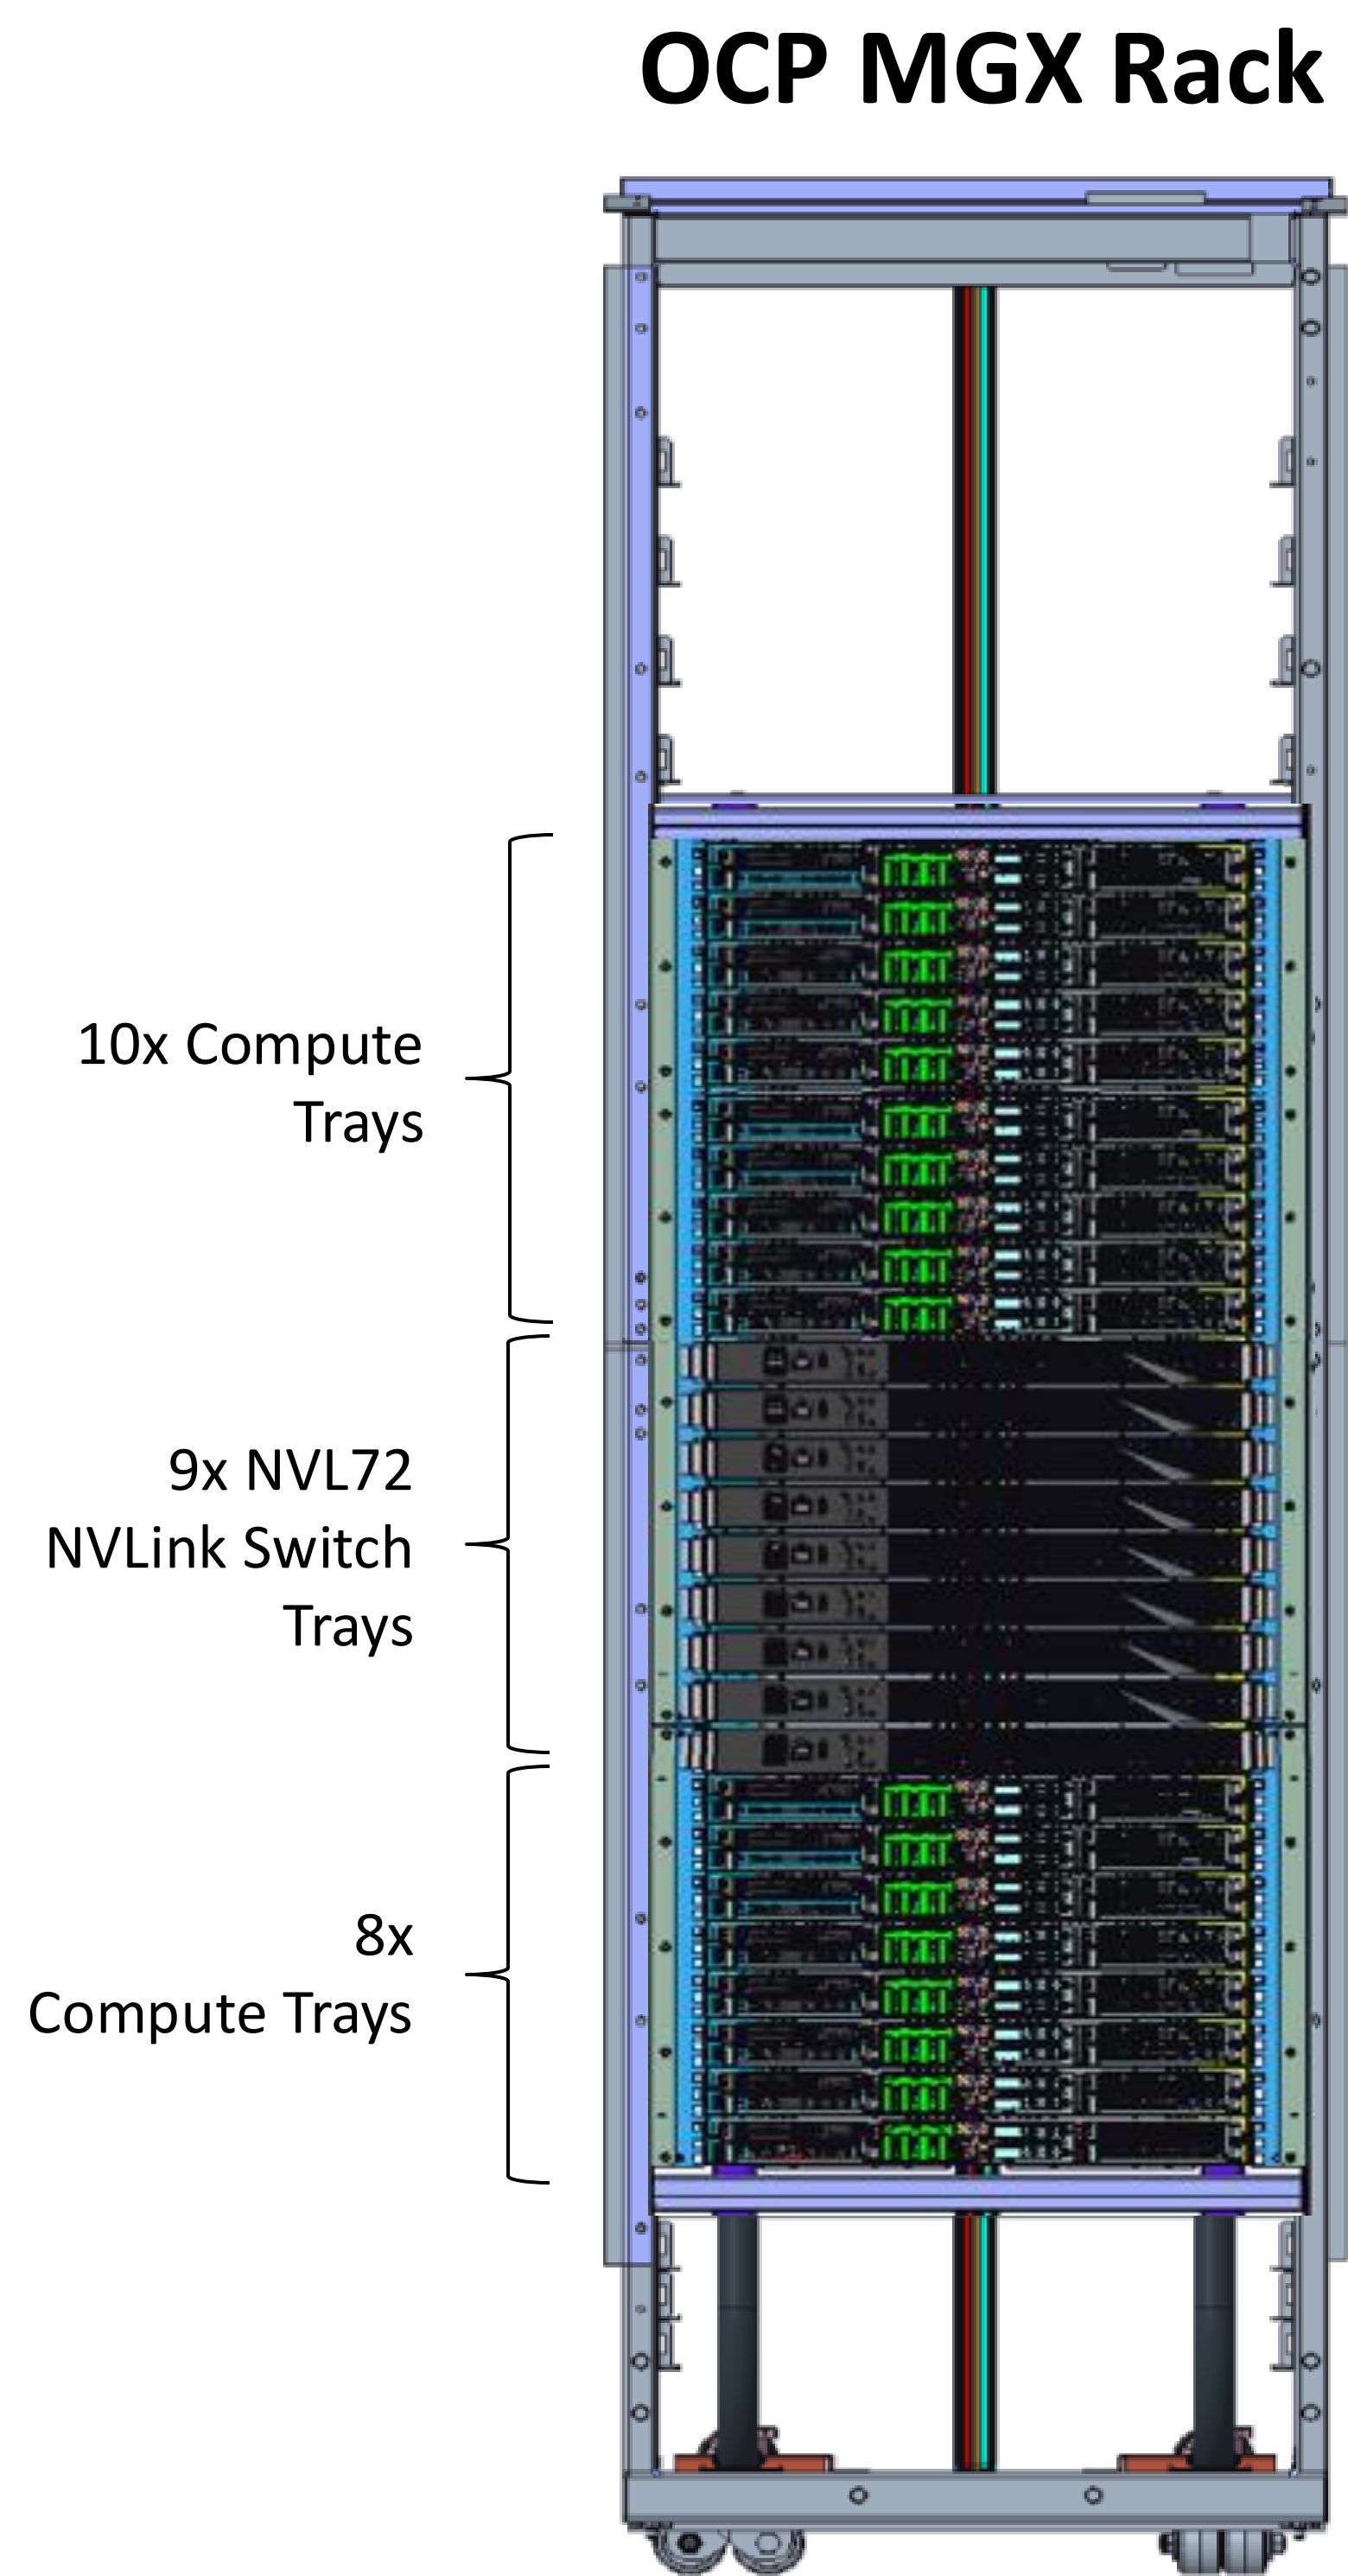 OCP MGX Rack
10x Compute
Trays
9x NVL72
NVLink Switch
Trays
8x
Compute Trays